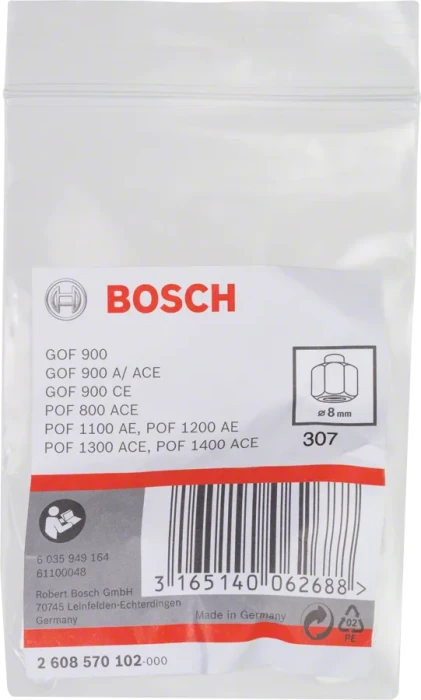 BOSCH
GOF 900
GOF 900 A/ ACE
GOF 900 CE
POF 800 ACE
POF 1100 AE, POF 1200 AE
POF 1300 ACE, POF 1400 ACE
⌀ 8 mm
307
6 035 949 164
61100048
3 165140 062688 >
Robert Bosch GmbH
70745 Leinfelden-Echterdingen
Germany
Made in Germany
02
PE
2 608 570 102-000